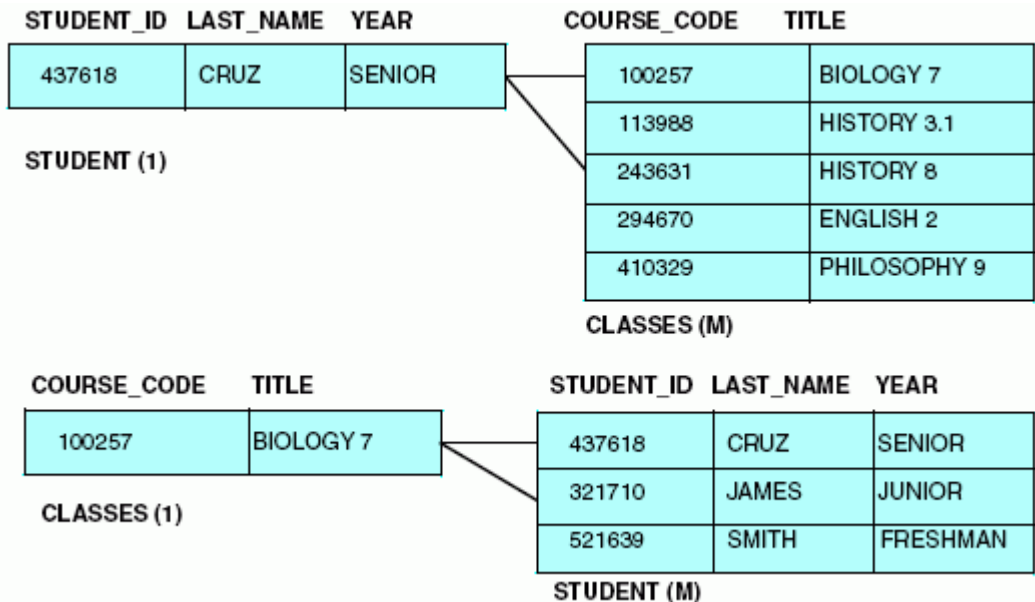 STUDENT_ID LAST_NAME YEAR COURSE_CODE TITLE
437618 CRUZ SENIOR 100257 BIOLOGY 7
113988 HISTORY 3.1
STUDENT (1) 243631 HISTORY 8
294670 ENGLISH 2
410329 PHILOSOPHY 9
CLASSES (M)
COURSE_CODE TITLE STUDENT_ID LAST_NAME YEAR
100257 BIOLOGY 7 437618 CRUZ SENIOR
321710 JAMES JUNIOR
CLASSES (1)
521639 SMITH FRESHMAN
STUDENT (M)